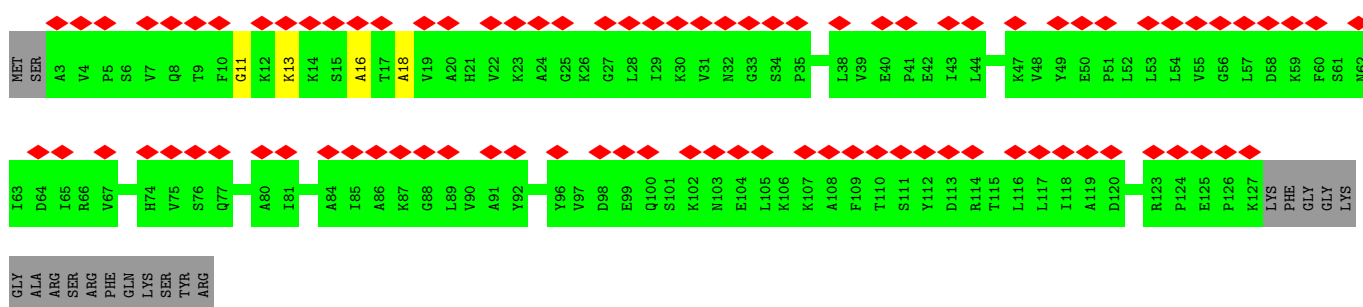 MET SER A3 V4 P5 S6 V7 Q8 T9 F10 G11 K12 K13 K14 S15 A16 T17 A18 V19 A20 H21 V22 K23 A24 G25 K26 G27 L28 I29 K30 V31 N32 G33 S34 P35 L38 V39 E40 P41 E42 I43 L44 K47 V48 Y49 E50 P51 L52 L53 L54 V55 G56 L57 D58 K59 F60 S61 N62
I63 D64 I65 R66 V67 H74 V75 S76 Q77 A80 I81 A84 I85 A86 K87 G88 L89 V90 A91 Y92 Y96 V97 D98 E99 Q100 S101 K102 N103 E104 L105 K106 K107 A108 F109 T110 S111 Y112 D113 R114 T115 L116 L117 I118 A119 D120 R123 P124 E125 P126 K127 LYS PHE GLY GLY LYS
GLY ALA ARG SER ARG PHE GLN LYS SER TYR ARG